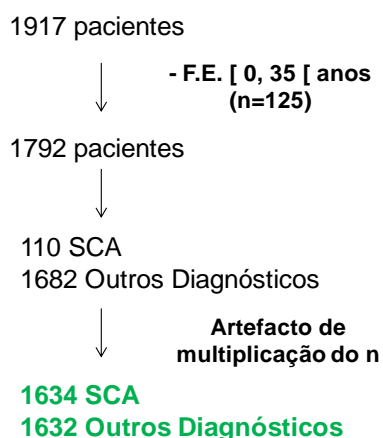 1917 pacientes
- F.E. [ 0, 35 [ anos
(n=125)
1792 pacientes
110 SCA
1682 Outros Diagnósticos
Artefacto de
multiplicação do n
1634 SCA
1632 Outros Diagnósticos